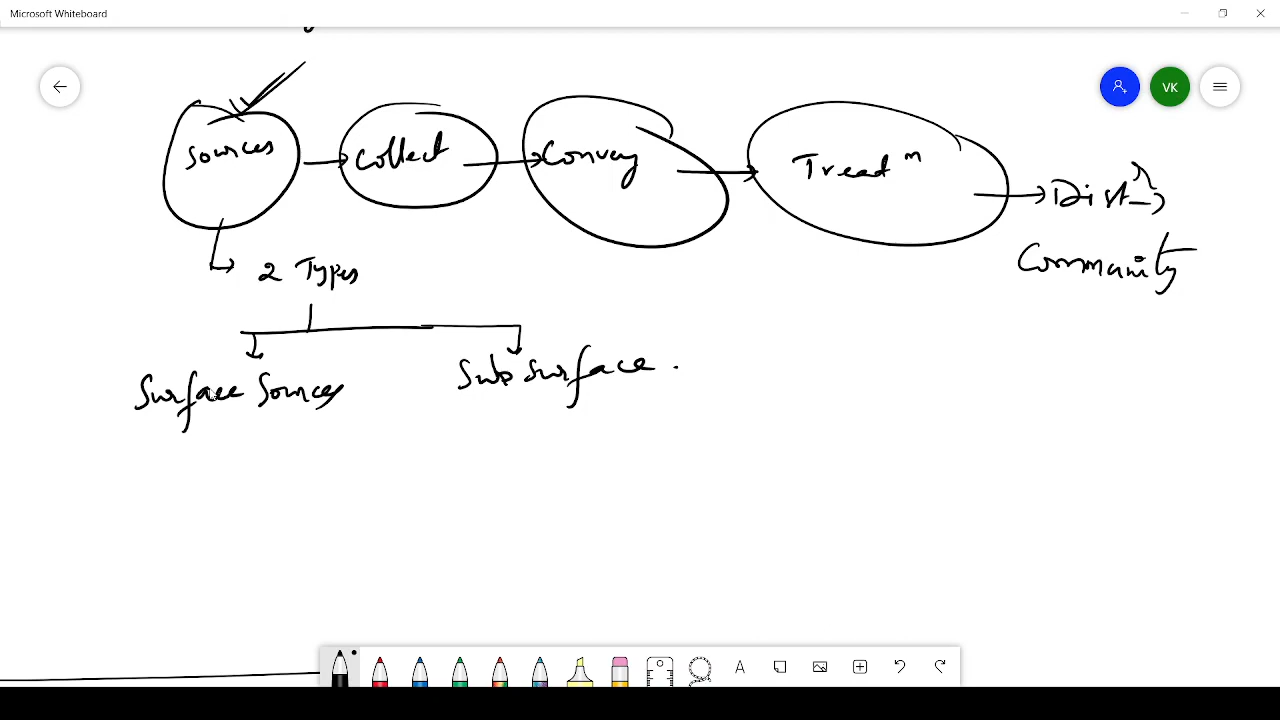 Microsoft Whiteboard
VK
Sources Collect Convey Treat m Dist n
Community
2 Types
Surface Sources Sub Surface .
A